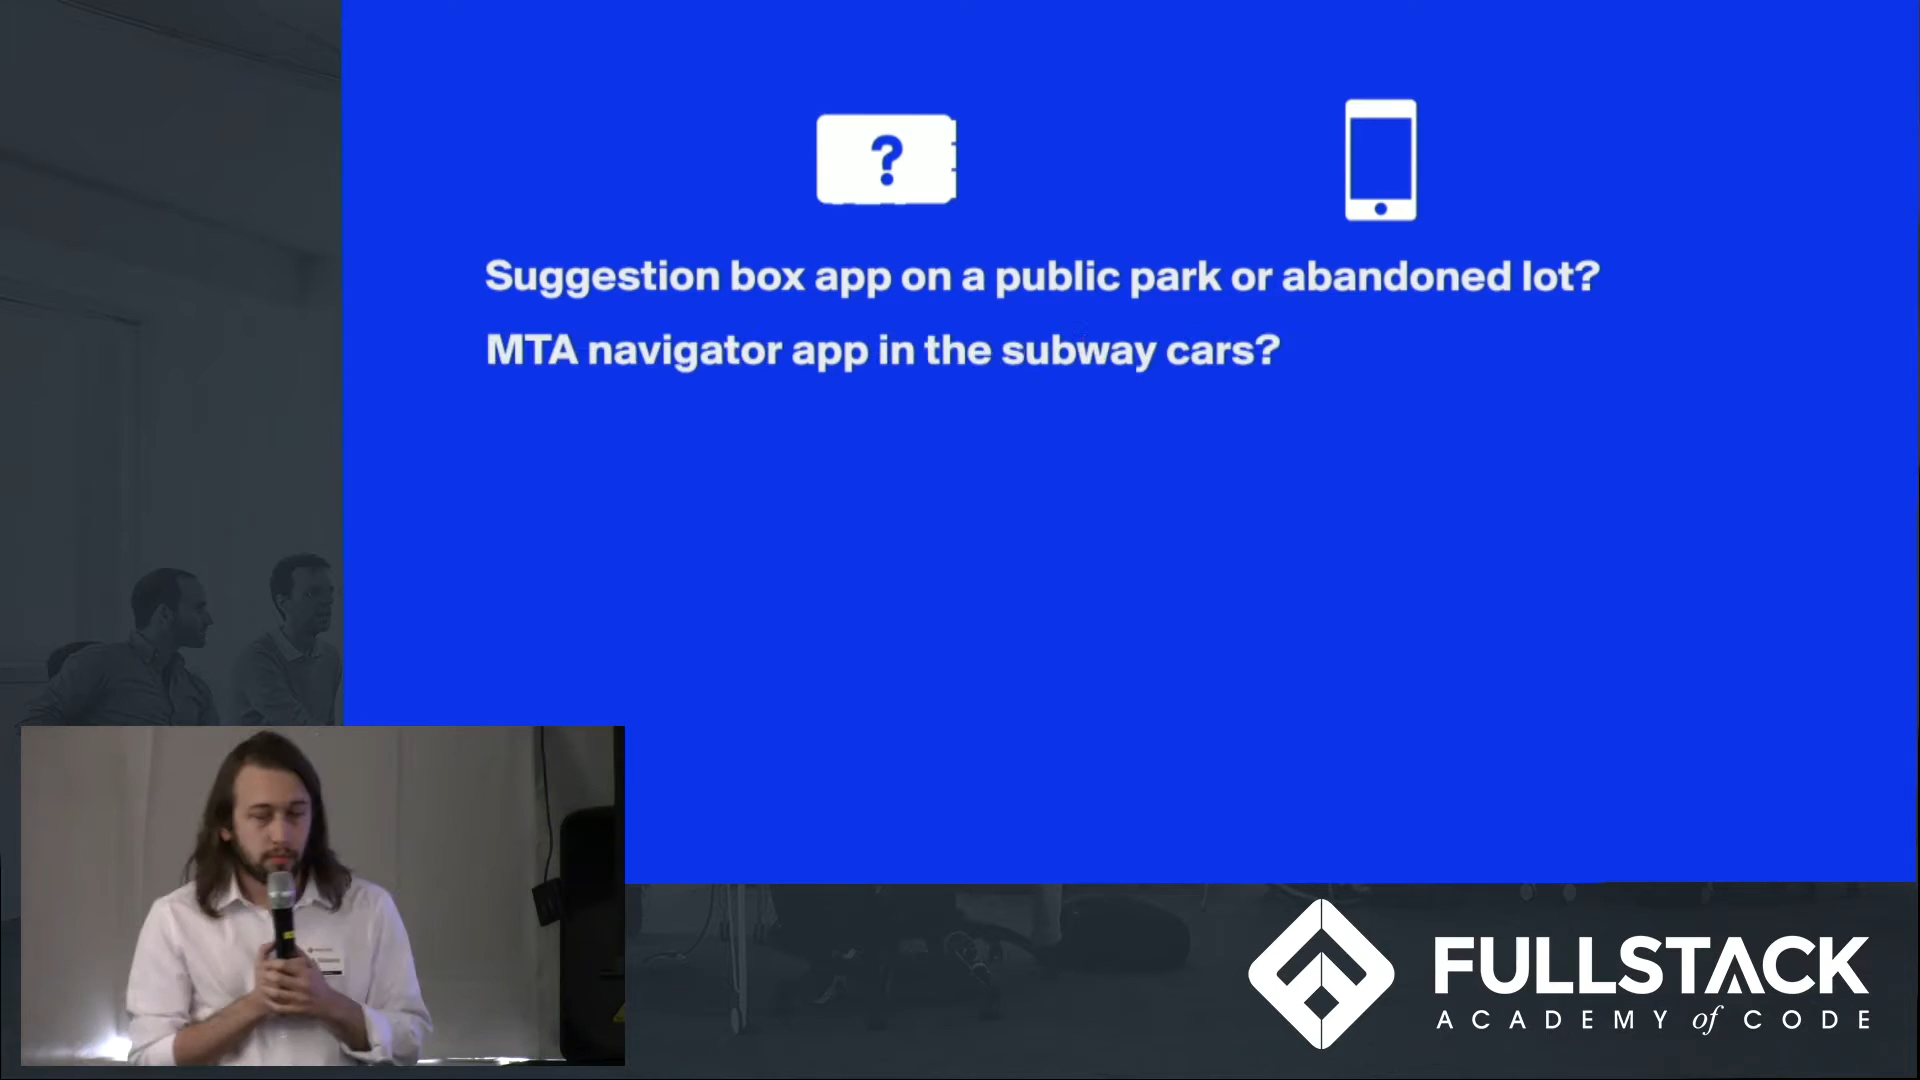 ?
Suggestion box app on a public park or abandoned lot?
MTA navigator app in the subway cars?
FULLSTACK
ACADEMY of CODE